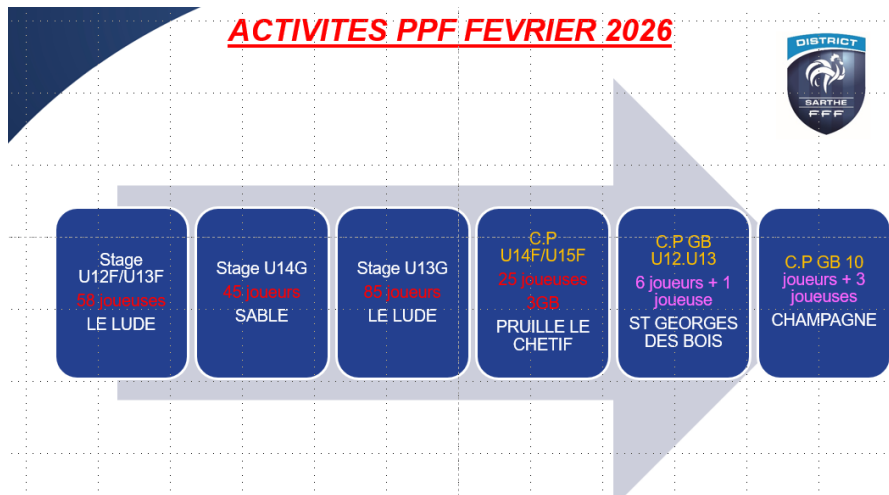 ACTIVITES PPF FEVRIER 2026
DISTRICT
SARTHE
FFF
Stage
U12F/U13F
58 joueuses
LE LUDE
Stage U14G
45 joueurs
SABLE
Stage U13G
85 joueurs
LE LUDE
C.P
U14F/U15F
25 joueuses
3GB
PRUILLE LE
CHETIF
C.P GB
U12.U13
6 joueurs + 1
joueuse
ST GEORGES
DES BOIS
C.P GB 10
joueurs + 3
joueuses
CHAMPAGNE